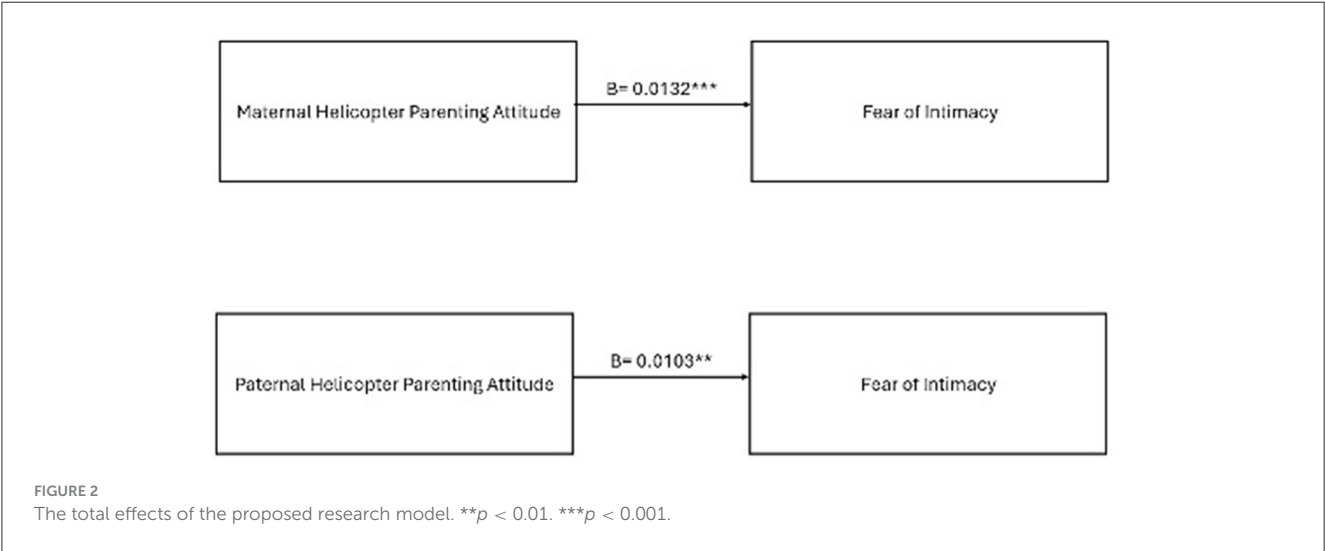 B= 0.0132***
Maternal Helicopter Parenting Attitude
Fear of Intimacy
B= 0.0103**
Paternal Helicopter Parenting Attitude
Fear of Intimacy
FIGURE 2
The total effects of the proposed research model. **p < 0.01. ***p < 0.001.